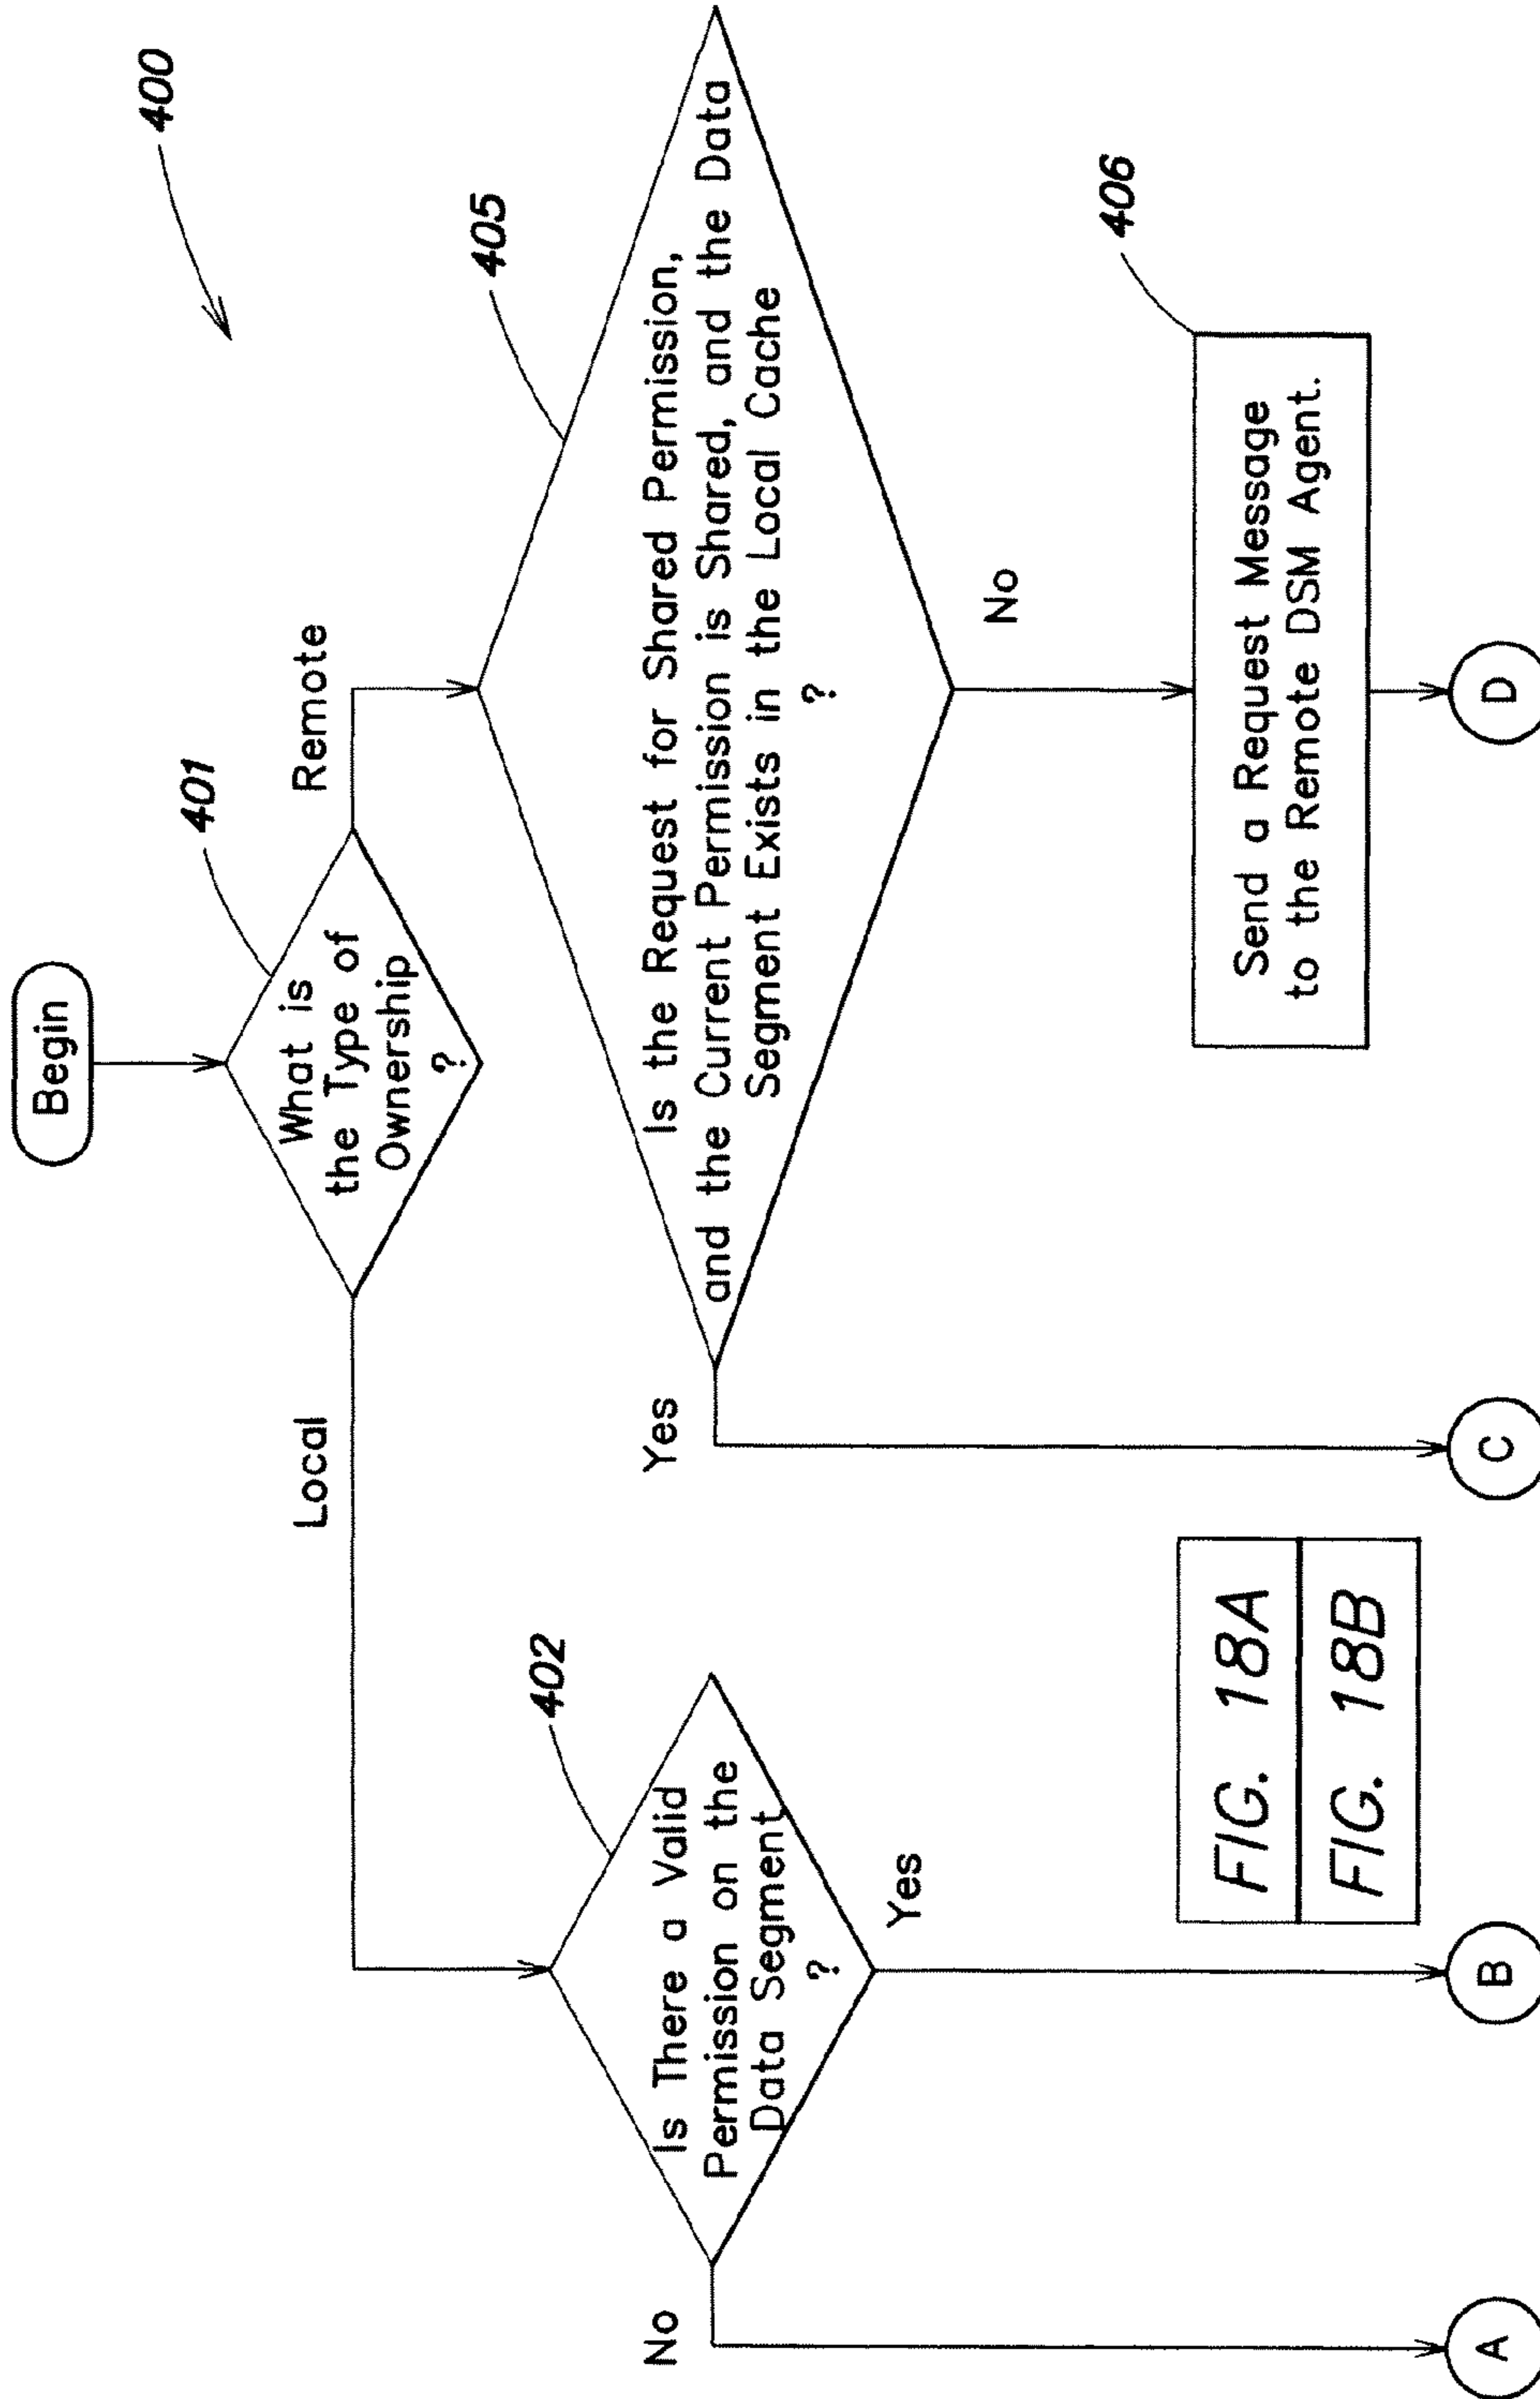 Begin
400
401
What is
the Type of
Ownership
?
Local
Remote
402
Is There a Valid
Permission on the
Data Segment
?
No
Yes
405
Is the Request for Shared Permission,
and the Current Permission is Shared, and the Data
Segment Exists in the Local Cache
?
Yes
No
406
Send a Request Message
to the Remote DSM Agent.
FIG. 18A
FIG. 18B
A
B
C
D